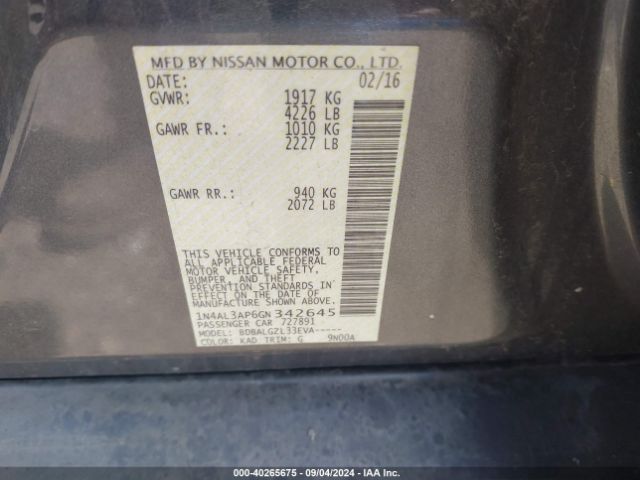 MFD BY NISSAN MOTOR CO., LTD.
DATE: 02/16
GVWR: 1917 KG
4226 LB
GAWR FR.: 1010 KG
2227 LB
GAWR RR.: 940 KG
2072 LB
THIS VEHICLE CONFORMS TO
ALL APPLICABLE FEDERAL
MOTOR VEHICLE SAFETY,
BUMPER, AND THEFT
PREVENTION STANDARDS IN
EFFECT ON THE DATE OF
MANUFACTURE SHOWN ABOVE.
1N4AL3AP6GN 342645
PASSENGER CAR 727891
MODEL: BDBALGZL33EVA-----
COLOR: KAD TRIM: G 9N00A
000-40265675 - 09/04/2024 - IAA Inc.